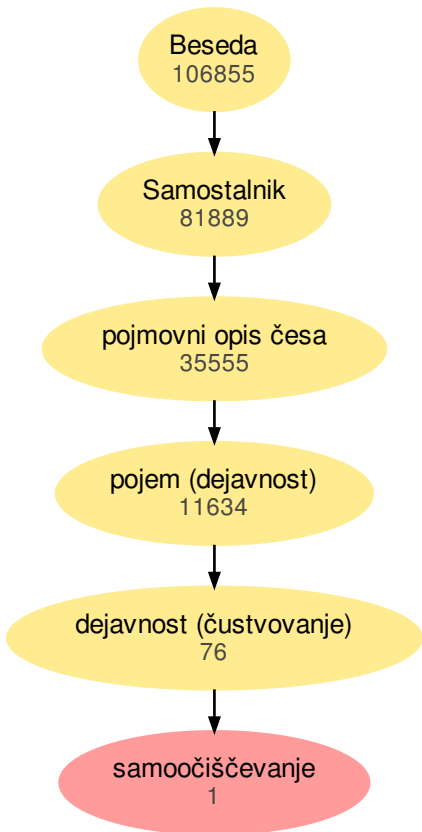 Beseda
106855
Samostalnik
81889
pojmovni opis česa
35555
pojem (dejavnost)
11634
dejavnost (čustvovanje)
76
samoočiščevanje
1